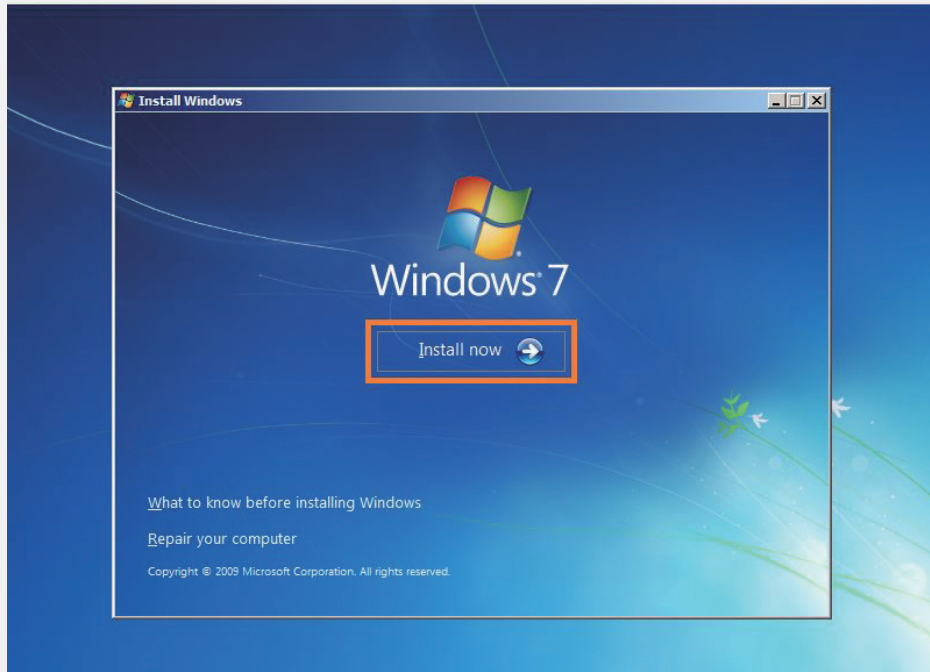 Install Windows
Windows® 7
Install now
What to know before installing Windows
Repair your computer
Copyright © 2009 Microsoft Corporation. All rights reserved.